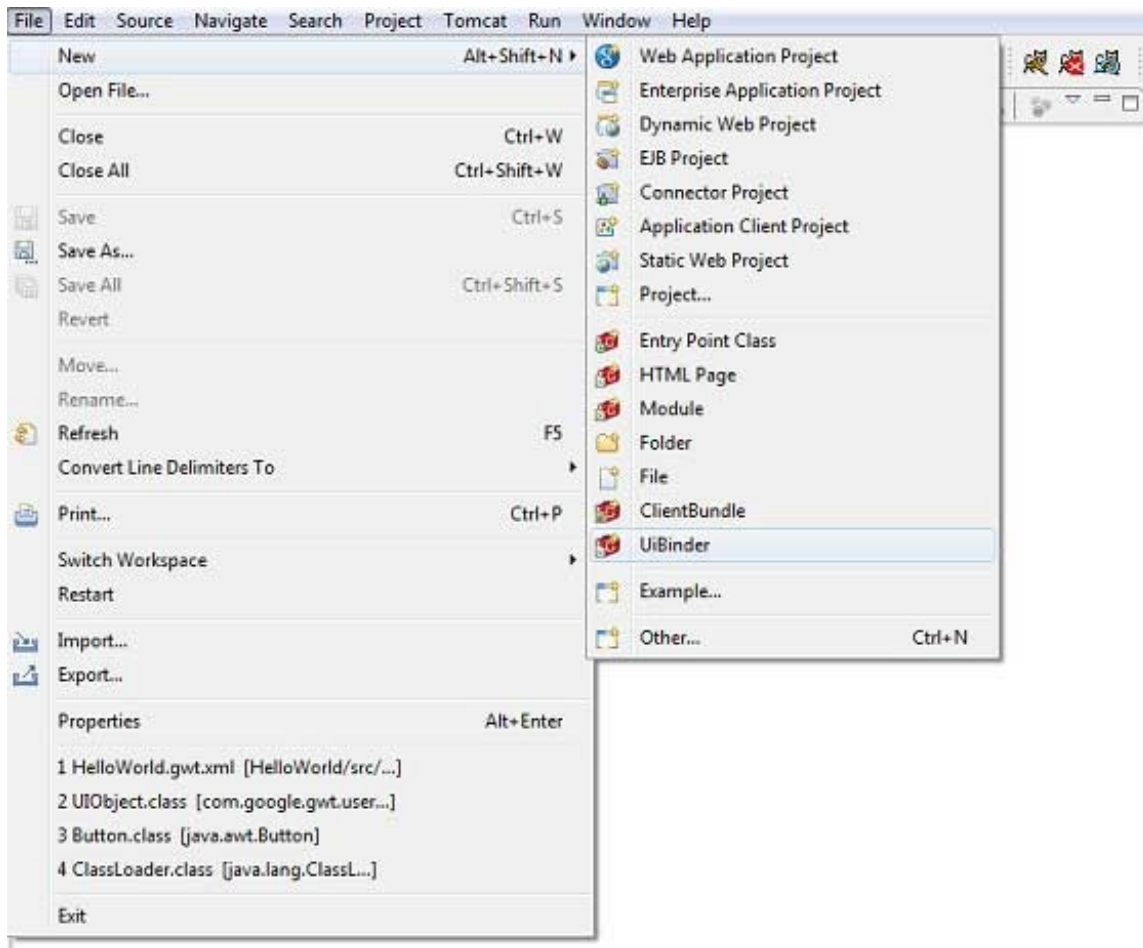 File Edit Source Navigate Search Project Tomcat Run Window Help
New Alt+Shift+N
Open File...
Close Ctrl+W
Close All Ctrl+Shift+W
Save Ctrl+S
Save As...
Save All Ctrl+Shift+S
Revert
Move...
Rename...
Refresh F5
Convert Line Delimiters To
Print... Ctrl+P
Switch Workspace
Restart
Import...
Export...
Properties Alt+Enter
1 HelloWorld.gwt.xml [HelloWorld/src/...]
2 UIObject.class [com.google.gwt.user...]
3 Button.class [java.awt.Button]
4 ClassLoader.class [java.lang.ClassL...]
Exit
Web Application Project
Enterprise Application Project
Dynamic Web Project
EJB Project
Connector Project
Application Client Project
Static Web Project
Project...
Entry Point Class
HTML Page
Module
Folder
File
ClientBundle
UiBinder
Example...
Other... Ctrl+N